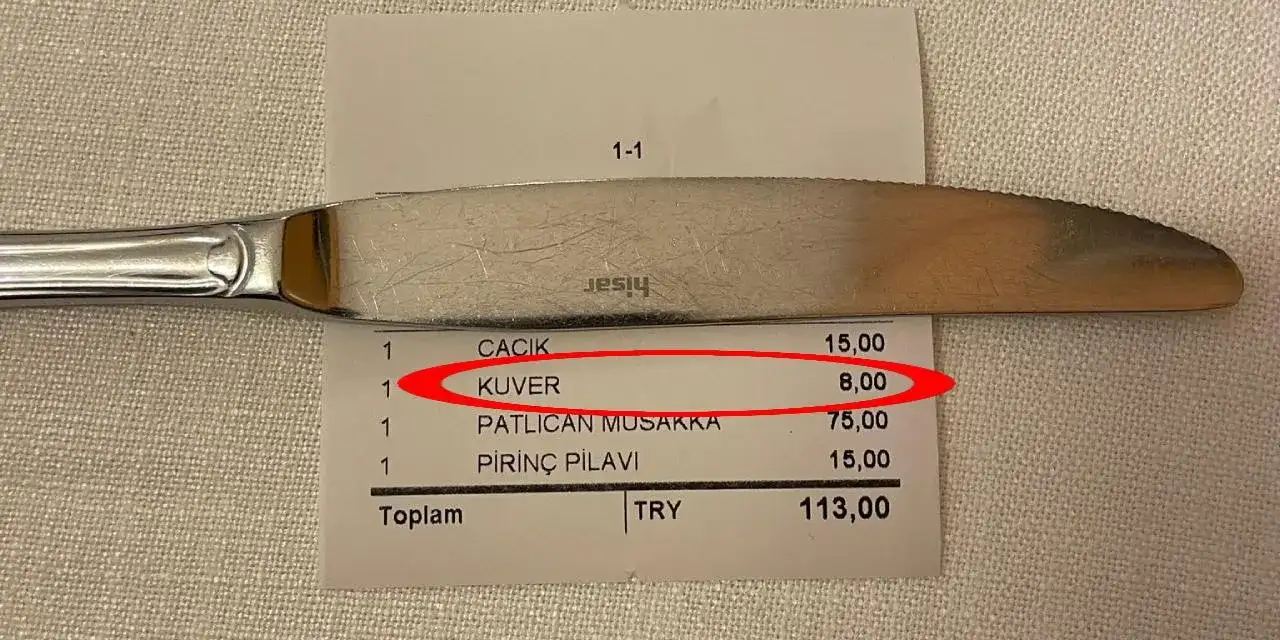 1-1
hisar
1 CACIK 15,00
1 KUVER 8,00
1 PATLICAN MUSAKKA 75,00
1 PİRİNÇ PİLAVI 15,00
Toplam TRY 113,00